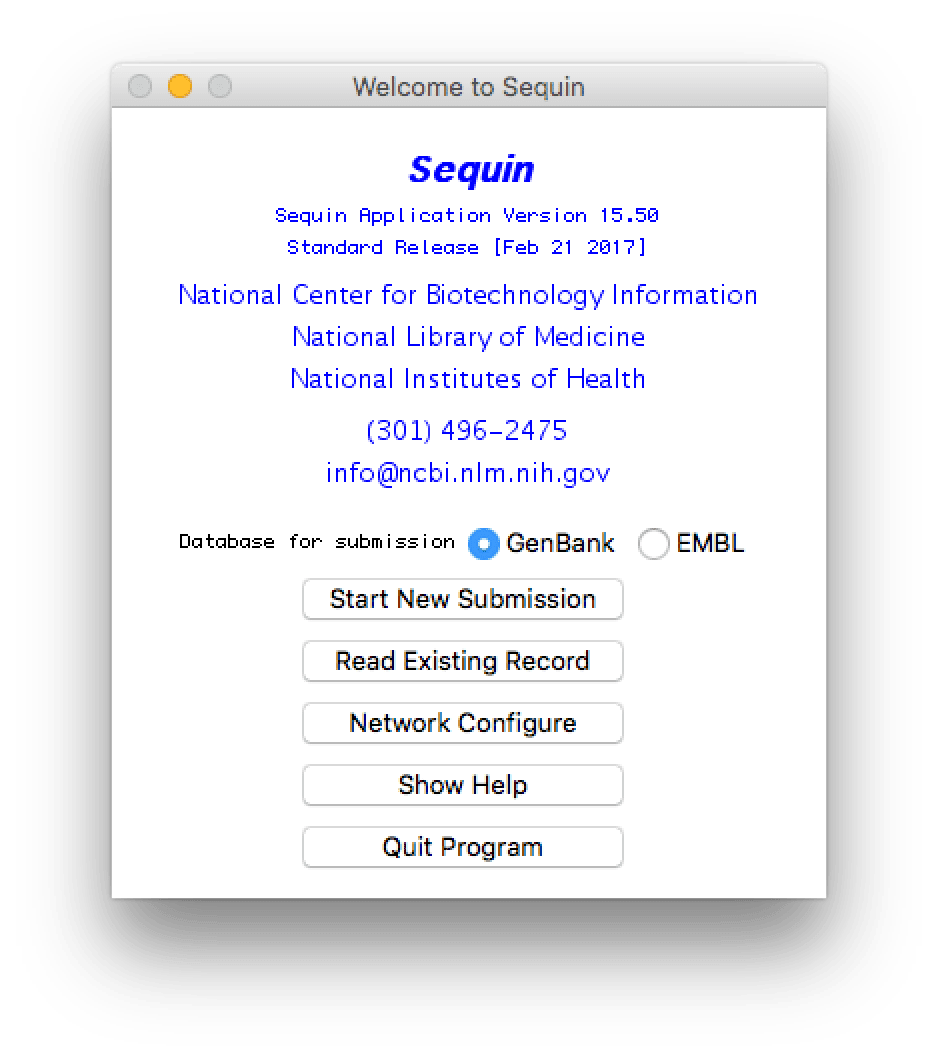 Welcome to Sequin
Sequin
Sequin Application Version 15.50
Standard Release [Feb 21 2017]
National Center for Biotechnology Information
National Library of Medicine
National Institutes of Health
(301) 496-2475
info@ncbi.nlm.nih.gov
Database for submission GenBank EMBL
Start New Submission
Read Existing Record
Network Configure
Show Help
Quit Program